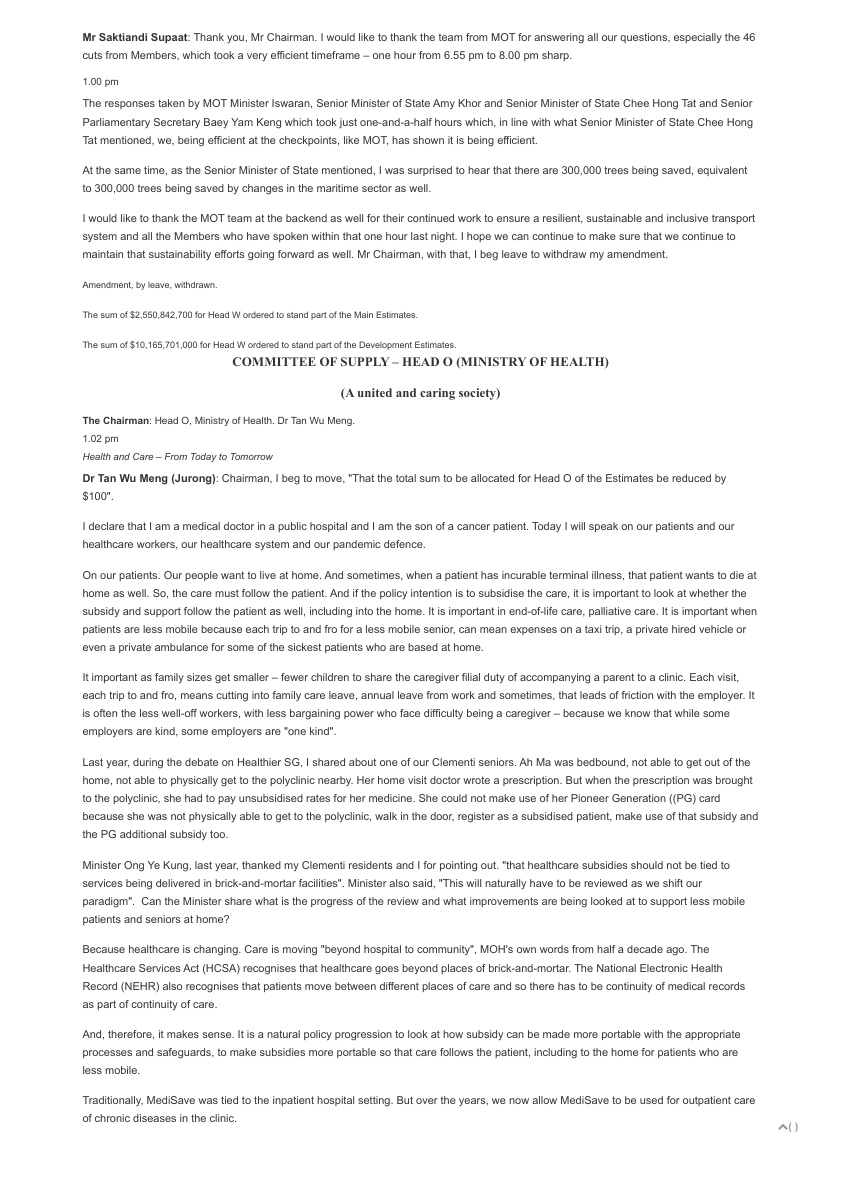 Mr Saktiandi Supaat: Thank you, Mr Chairman. I would like to thank the team from MOT for answering all our questions, especially the 46
cuts from Members, which took a very efficient timeframe – one hour from 6.55 pm to 8.00 pm sharp.
1.00 pm
The responses taken by MOT Minister Iswaran, Senior Minister of State Amy Khor and Senior Minister of State Chee Hong Tat and Senior
Parliamentary Secretary Baey Yam Keng which took just one-and-a-half hours which, in line with what Senior Minister of State Chee Hong
Tat mentioned, we, being efficient at the checkpoints, like MOT, has shown it is being efficient.
At the same time, as the Senior Minister of State mentioned, I was surprised to hear that there are 300,000 trees being saved, equivalent
to 300,000 trees being saved by changes in the maritime sector as well.
I would like to thank the MOT team at the backend as well for their continued work to ensure a resilient, sustainable and inclusive transport
system and all the Members who have spoken within that one hour last night. I hope we can continue to make sure that we continue to
maintain that sustainability efforts going forward as well. Mr Chairman, with that, I beg leave to withdraw my amendment.
Amendment, by leave, withdrawn.
The sum of $2,550,842,700 for Head W ordered to stand part of the Main Estimates.
The sum of $10,165,701,000 for Head W ordered to stand part of the Development Estimates.
COMMITTEE OF SUPPLY – HEAD O (MINISTRY OF HEALTH)
(A united and caring society)
The Chairman: Head O, Ministry of Health. Dr Tan Wu Meng.
1.02 pm
Health and Care – From Today to Tomorrow
Dr Tan Wu Meng (Jurong): Chairman, I beg to move, "That the total sum to be allocated for Head O of the Estimates be reduced by
$100".
I declare that I am a medical doctor in a public hospital and I am the son of a cancer patient. Today I will speak on our patients and our
healthcare workers, our healthcare system and our pandemic defence.
On our patients. Our people want to live at home. And sometimes, when a patient has incurable terminal illness, that patient wants to die at
home as well. So, the care must follow the patient. And if the policy intention is to subsidise the care, it is important to look at whether the
subsidy and support follow the patient as well, including into the home. It is important in end-of-life care, palliative care. It is important when
patients are less mobile because each trip to and fro for a less mobile senior, can mean expenses on a taxi trip, a private hired vehicle or
even a private ambulance for some of the sickest patients who are based at home.
It important as family sizes get smaller – fewer children to share the caregiver filial duty of accompanying a parent to a clinic. Each visit,
each trip to and fro, means cutting into family care leave, annual leave from work and sometimes, that leads of friction with the employer. It
is often the less well-off workers, with less bargaining power who face difficulty being a caregiver – because we know that while some
employers are kind, some employers are "one kind".
Last year, during the debate on Healthier SG, I shared about one of our Clementi seniors. Ah Ma was bedbound, not able to get out of the
home, not able to physically get to the polyclinic nearby. Her home visit doctor wrote a prescription. But when the prescription was brought
to the polyclinic, she had to pay unsubsidised rates for her medicine. She could not make use of her Pioneer Generation ((PG) card
because she was not physically able to get to the polyclinic, walk in the door, register as a subsidised patient, make use of that subsidy and
the PG additional subsidy too.
Minister Ong Ye Kung, last year, thanked my Clementi residents and I for pointing out. "that healthcare subsidies should not be tied to
services being delivered in brick-and-mortar facilities". Minister also said, "This will naturally have to be reviewed as we shift our
paradigm".  Can the Minister share what is the progress of the review and what improvements are being looked at to support less mobile
patients and seniors at home?
Because healthcare is changing. Care is moving "beyond hospital to community", MOH's own words from half a decade ago. The
Healthcare Services Act (HCSA) recognises that healthcare goes beyond places of brick-and-mortar. The National Electronic Health
Record (NEHR) also recognises that patients move between different places of care and so there has to be continuity of medical records
as part of continuity of care.
And, therefore, it makes sense. It is a natural policy progression to look at how subsidy can be made more portable with the appropriate
processes and safeguards, to make subsidies more portable so that care follows the patient, including to the home for patients who are
less mobile.
Traditionally, MediSave was tied to the inpatient hospital setting. But over the years, we now allow MediSave to be used for outpatient care
of chronic diseases in the clinic.
( )